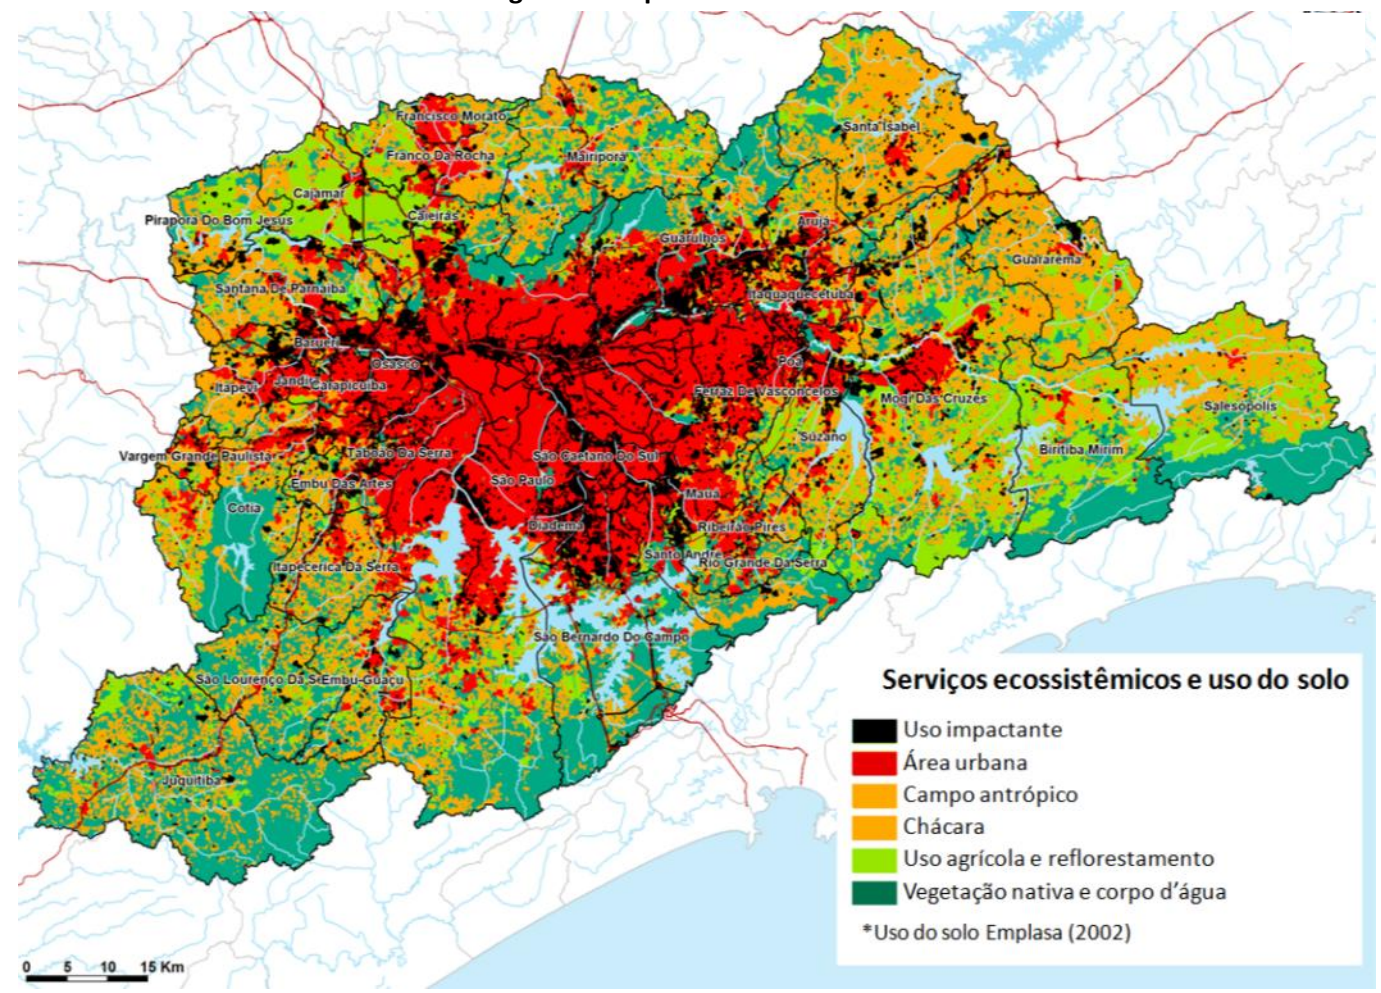 Francisco Morato
Franco Da Rocha
Mairiporã
Santa Isabel
Cajamar
Pirapora Do Bom Jesus
Caieiras
Guarulhos
Arujá
Guararema
Santana De Parnaíba
Itaquaquecetuba
Barueri
Osasco
Poá
Itapevi
Jandira
Carapicuíba
Ferraz De Vasconcelos
Mogi Das Cruzes
Salesópolis
Suzano
Biritiba Mirim
Vargem Grande Paulista
Taboão Da Serra
São Caetano Do Sul
Embu Das Artes
São Paulo
Mauá
Cotia
Diadema
Ribeirão Pires
Santo André
Rio Grande Da Serra
Itapecerica Da Serra
São Bernardo Do Campo
São Lourenço Da S
Embu-Guaçu
Juquitiba
Serviços ecossistêmicos e uso do solo
Uso impactante
Área urbana
Campo antrópico
Chácara
Uso agrícola e reflorestamento
Vegetação nativa e corpo d’água
*Uso do solo Emplasa (2002)
0 5 10 15 Km